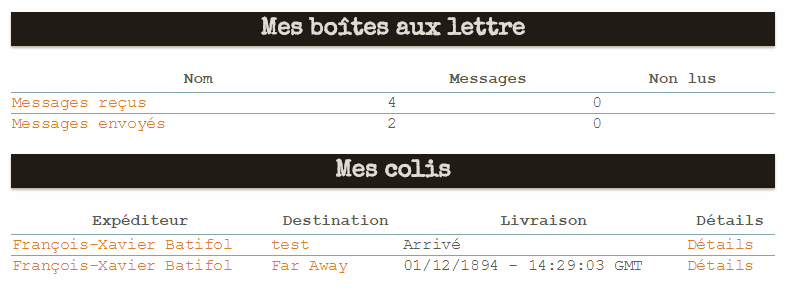 Mes boîtes aux lettre
Nom Messages Non lus
Messages reçus 4 0
Messages envoyés 2 0
Mes colis
Expéditeur Destination Livraison Détails
François-Xavier Batifol test Arrivé Détails
François-Xavier Batifol Far Away 01/12/1894 - 14:29:03 GMT Détails